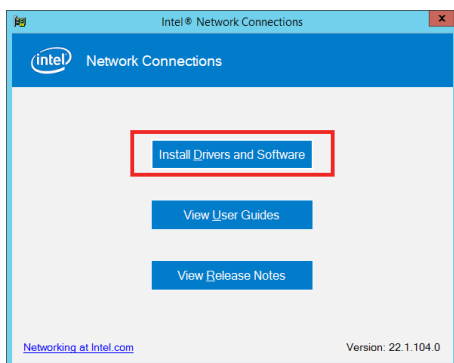 Intel® Network Connections
x
intel Network Connections
Install Drivers and Software
View User Guides
View Release Notes
Networking at Intel.com Version: 22.1.104.0